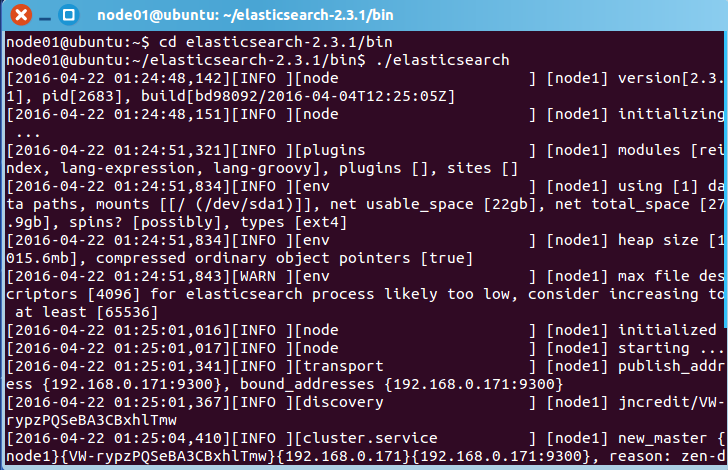 node01@ubuntu: ~/elasticsearch-2.3.1/bin
node01@ubuntu:~$ cd elasticsearch-2.3.1/bin
node01@ubuntu:~/elasticsearch-2.3.1/bin$ ./elasticsearch
[2016-04-22 01:24:48,142][INFO ][node                     ] [node1] version[2.3.
1], pid[2683], build[bd98092/2016-04-04T12:25:05Z]
[2016-04-22 01:24:48,151][INFO ][node                     ] [node1] initializing
 ...
[2016-04-22 01:24:51,321][INFO ][plugins                  ] [node1] modules [rei
ndex, lang-expression, lang-groovy], plugins [], sites []
[2016-04-22 01:24:51,834][INFO ][env                      ] [node1] using [1] da
ta paths, mounts [[/ (/dev/sda1)]], net usable_space [22gb], net total_space [27
.9gb], spins? [possibly], types [ext4]
[2016-04-22 01:24:51,834][INFO ][env                      ] [node1] heap size [1
015.6mb], compressed ordinary object pointers [true]
[2016-04-22 01:24:51,843][WARN ][env                      ] [node1] max file des
criptors [4096] for elasticsearch process likely too low, consider increasing to
 at least [65536]
[2016-04-22 01:25:01,016][INFO ][node                     ] [node1] initialized
[2016-04-22 01:25:01,017][INFO ][node                     ] [node1] starting ...
[2016-04-22 01:25:01,341][INFO ][transport                ] [node1] publish_addr
ess {192.168.0.171:9300}, bound_addresses {192.168.0.171:9300}
[2016-04-22 01:25:01,367][INFO ][discovery                ] [node1] jncredit/VW-
rypzPQSeBA3CBxhlTmw
[2016-04-22 01:25:04,410][INFO ][cluster.service          ] [node1] new_master {
node1}{VW-rypzPQSeBA3CBxhlTmw}{192.168.0.171}{192.168.0.171:9300}, reason: zen-d